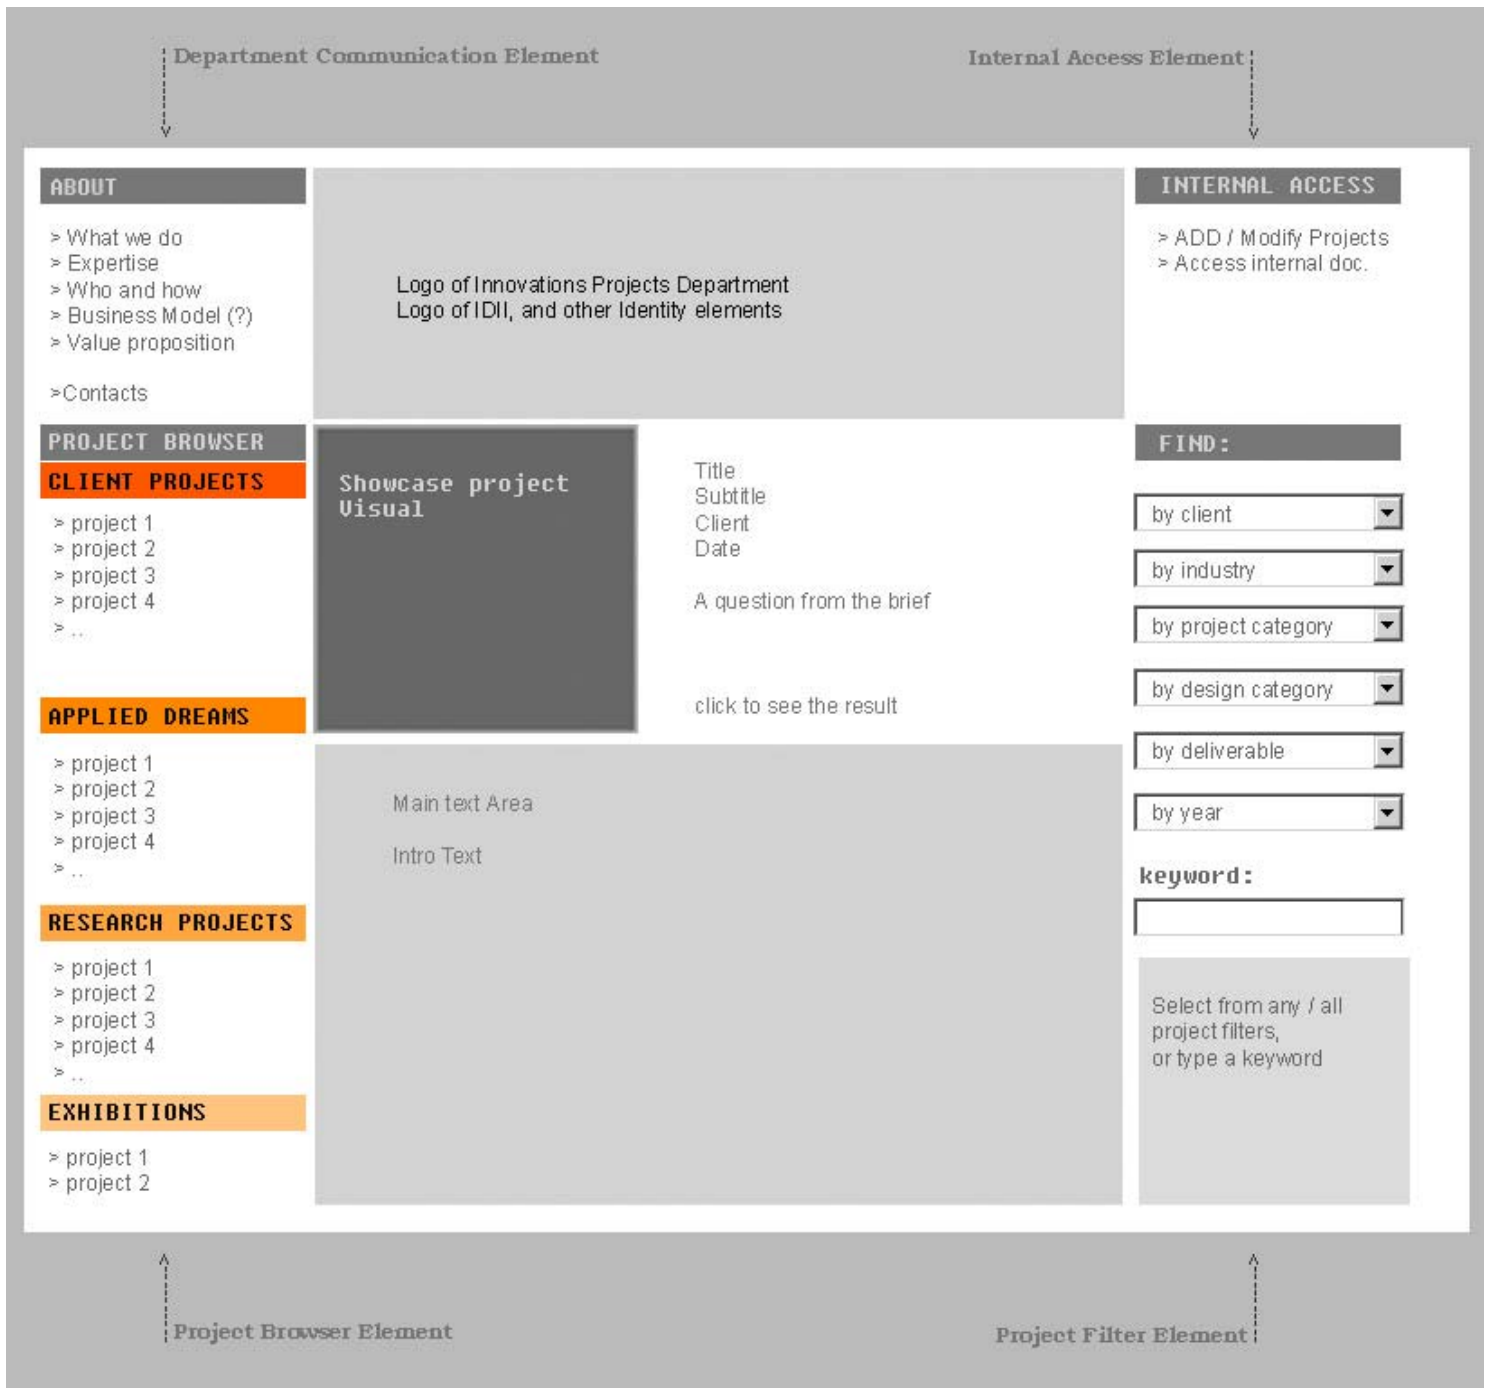 Department Communication Element
Internal Access Element
ABOUT
> What we do
> Expertise
> Who and how
> Business Model (?)
> Value proposition
>Contacts
Logo of Innovations Projects Department
Logo of IDII, and other Identity elements
INTERNAL ACCESS
> ADD / Modify Projects
> Access internal doc.
PROJECT BROWSER
CLIENT PROJECTS
> project 1
> project 2
> project 3
> project 4
> ..
APPLIED DREAMS
> project 1
> project 2
> project 3
> project 4
> ..
RESEARCH PROJECTS
> project 1
> project 2
> project 3
> project 4
> ..
EXHIBITIONS
> project 1
> project 2
Showcase project
Visual
Title
Subtitle
Client
Date
A question from the brief
click to see the result
Main text Area
Intro Text
FIND:
by client
by industry
by project category
by design category
by deliverable
by year
keyword:
Select from any / all
project filters,
or type a keyword
Project Browser Element
Project Filter Element